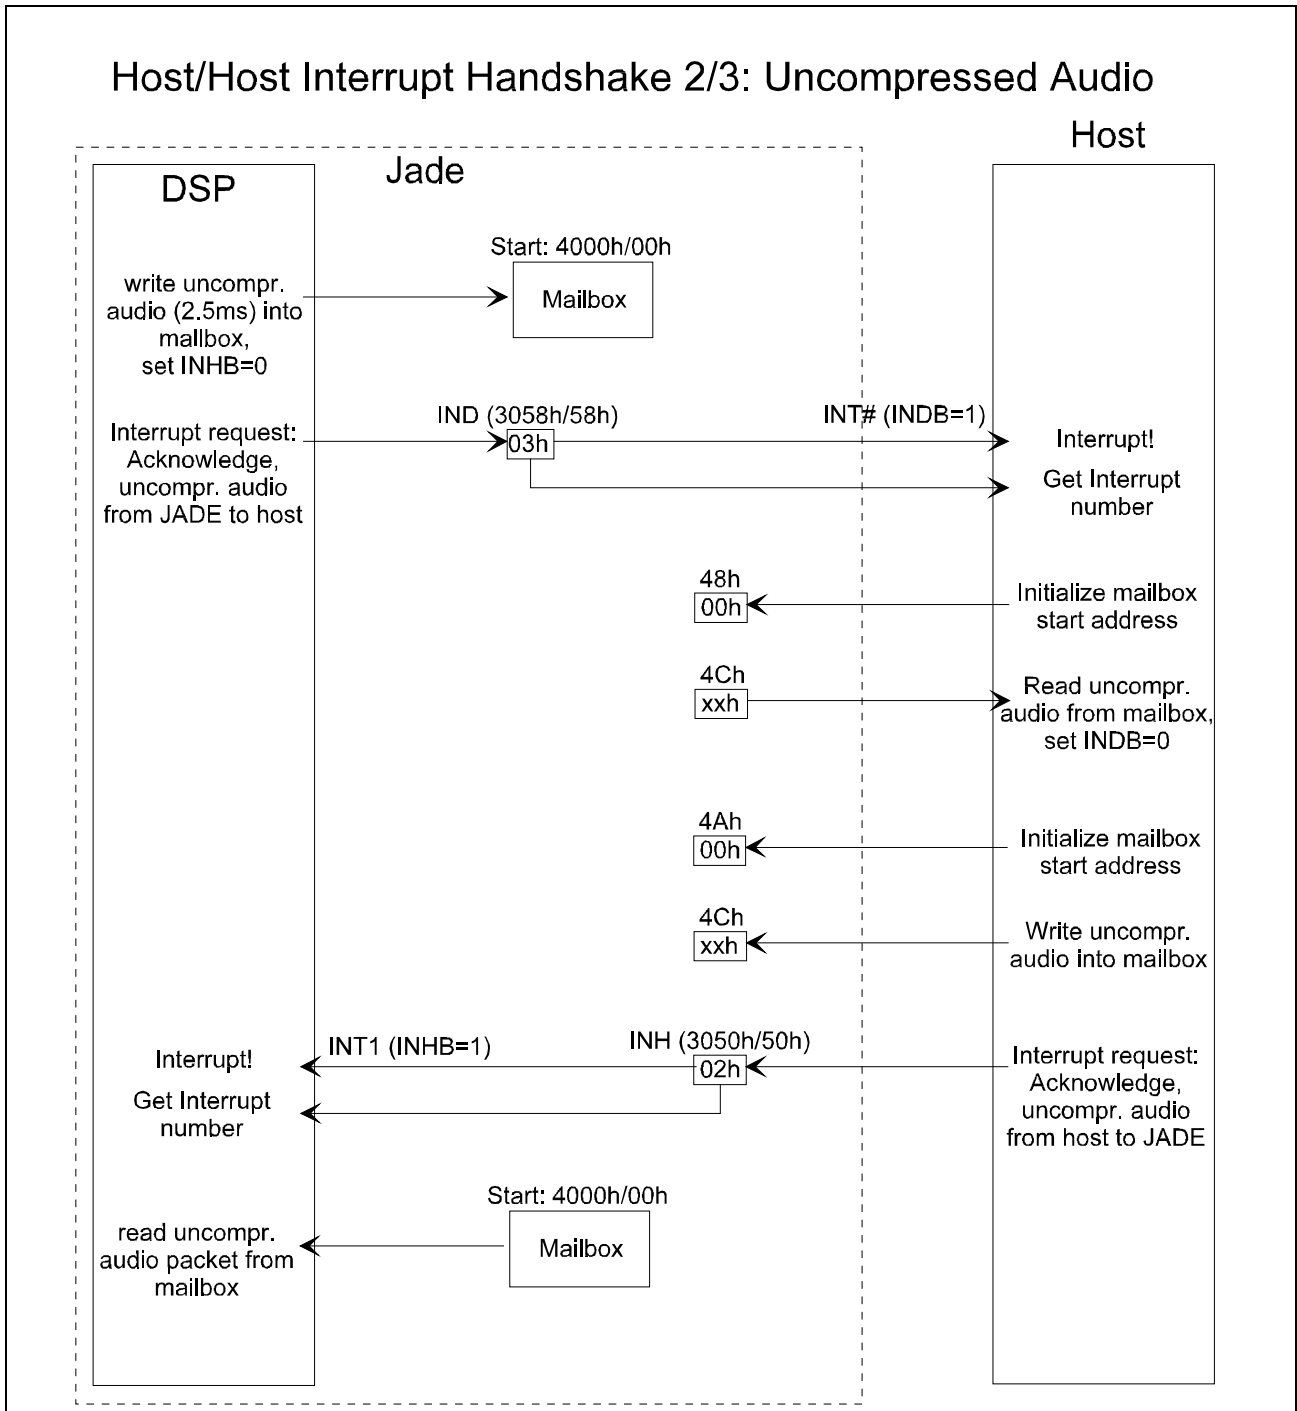 Host/Host Interrupt Handshake 2/3: Uncompressed Audio
Host
Jade
DSP
Start: 4000h/00h
Mailbox
write uncompr.
audio (2.5ms) into
mallbox,
set INHB=0
IND (3058h/58h)
INT# (INDB=1)
03h
Interrupt request:
Acknowledge,
uncompr. audio
from JADE to host
Interrupt!
Get Interrupt
number
48h
00h
Initialize mailbox
start address
4Ch
xxh
Read uncompr.
audio from mailbox,
set INDB=0
4Ah
00h
Initialize mailbox
start address
4Ch
xxh
Write uncompr.
audio into mailbox
INH (3050h/50h)
INT1 (INHB=1)
02h
Interrupt request:
Acknowledge,
uncompr. audio
from host to JADE
Interrupt!
Get Interrupt
number
Start: 4000h/00h
Mailbox
read uncompr.
audio packet from
mailbox